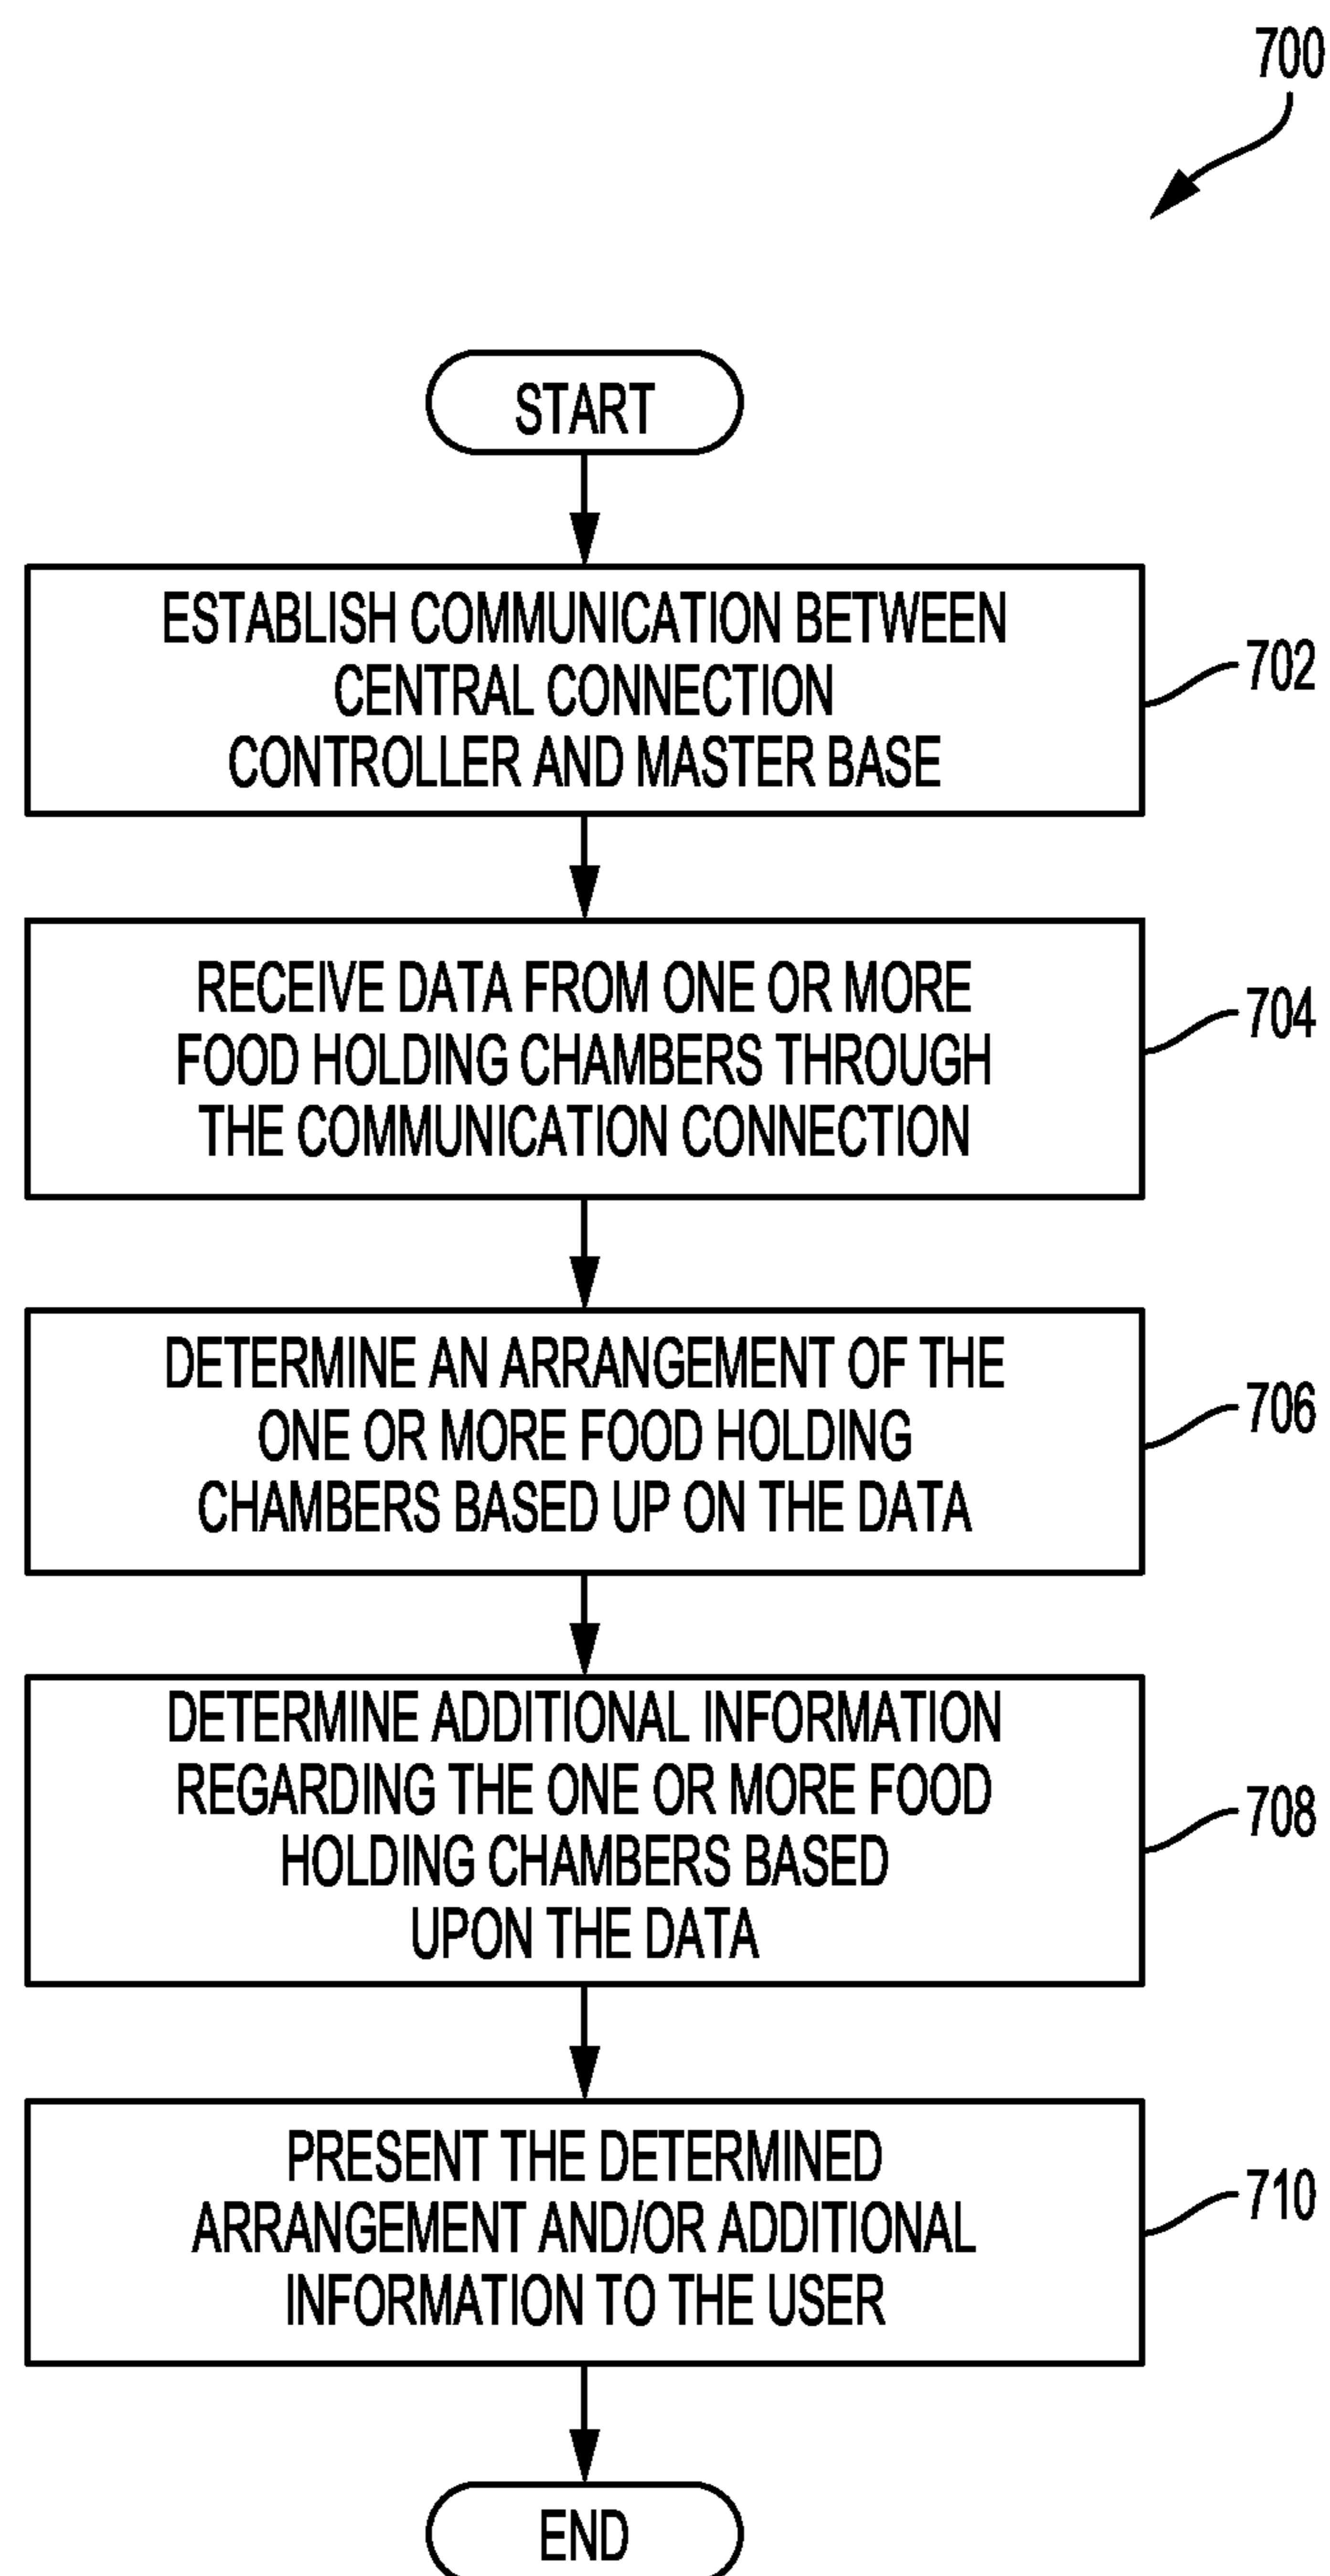 700
START
ESTABLISH COMMUNICATION BETWEEN
CENTRAL CONNECTION
CONTROLLER AND MASTER BASE
702
RECEIVE DATA FROM ONE OR MORE
FOOD HOLDING CHAMBERS THROUGH
THE COMMUNICATION CONNECTION
704
DETERMINE AN ARRANGEMENT OF THE
ONE OR MORE FOOD HOLDING
CHAMBERS BASED UP ON THE DATA
706
DETERMINE ADDITIONAL INFORMATION
REGARDING THE ONE OR MORE FOOD
HOLDING CHAMBERS BASED
UPON THE DATA
708
PRESENT THE DETERMINED
ARRANGEMENT AND/OR ADDITIONAL
INFORMATION TO THE USER
710
END